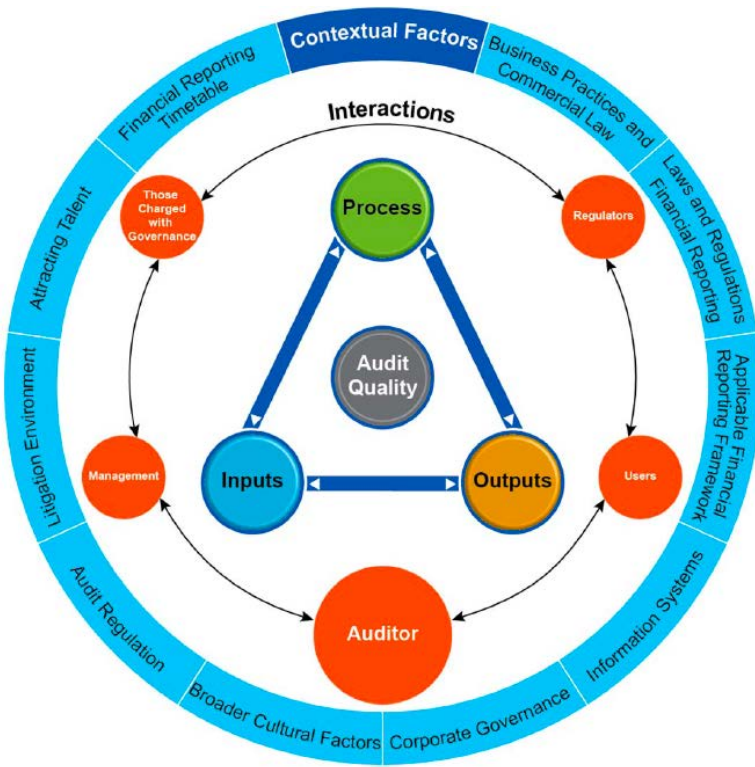 Contextual Factors
Business Practices and
Commercial Law
Laws and Regulations
Financial Reporting
Applicable Financial
Reporting Framework
Information Systems
Corporate Governance
Broader Cultural Factors
Audit Regulation
Litigation Environment
Attracting Talent
Financial Reporting
Timetable
Interactions
Those
Charged
with
Governance
Process
Regulators
Audit
Quality
Management
Inputs
Outputs
Users
Auditor